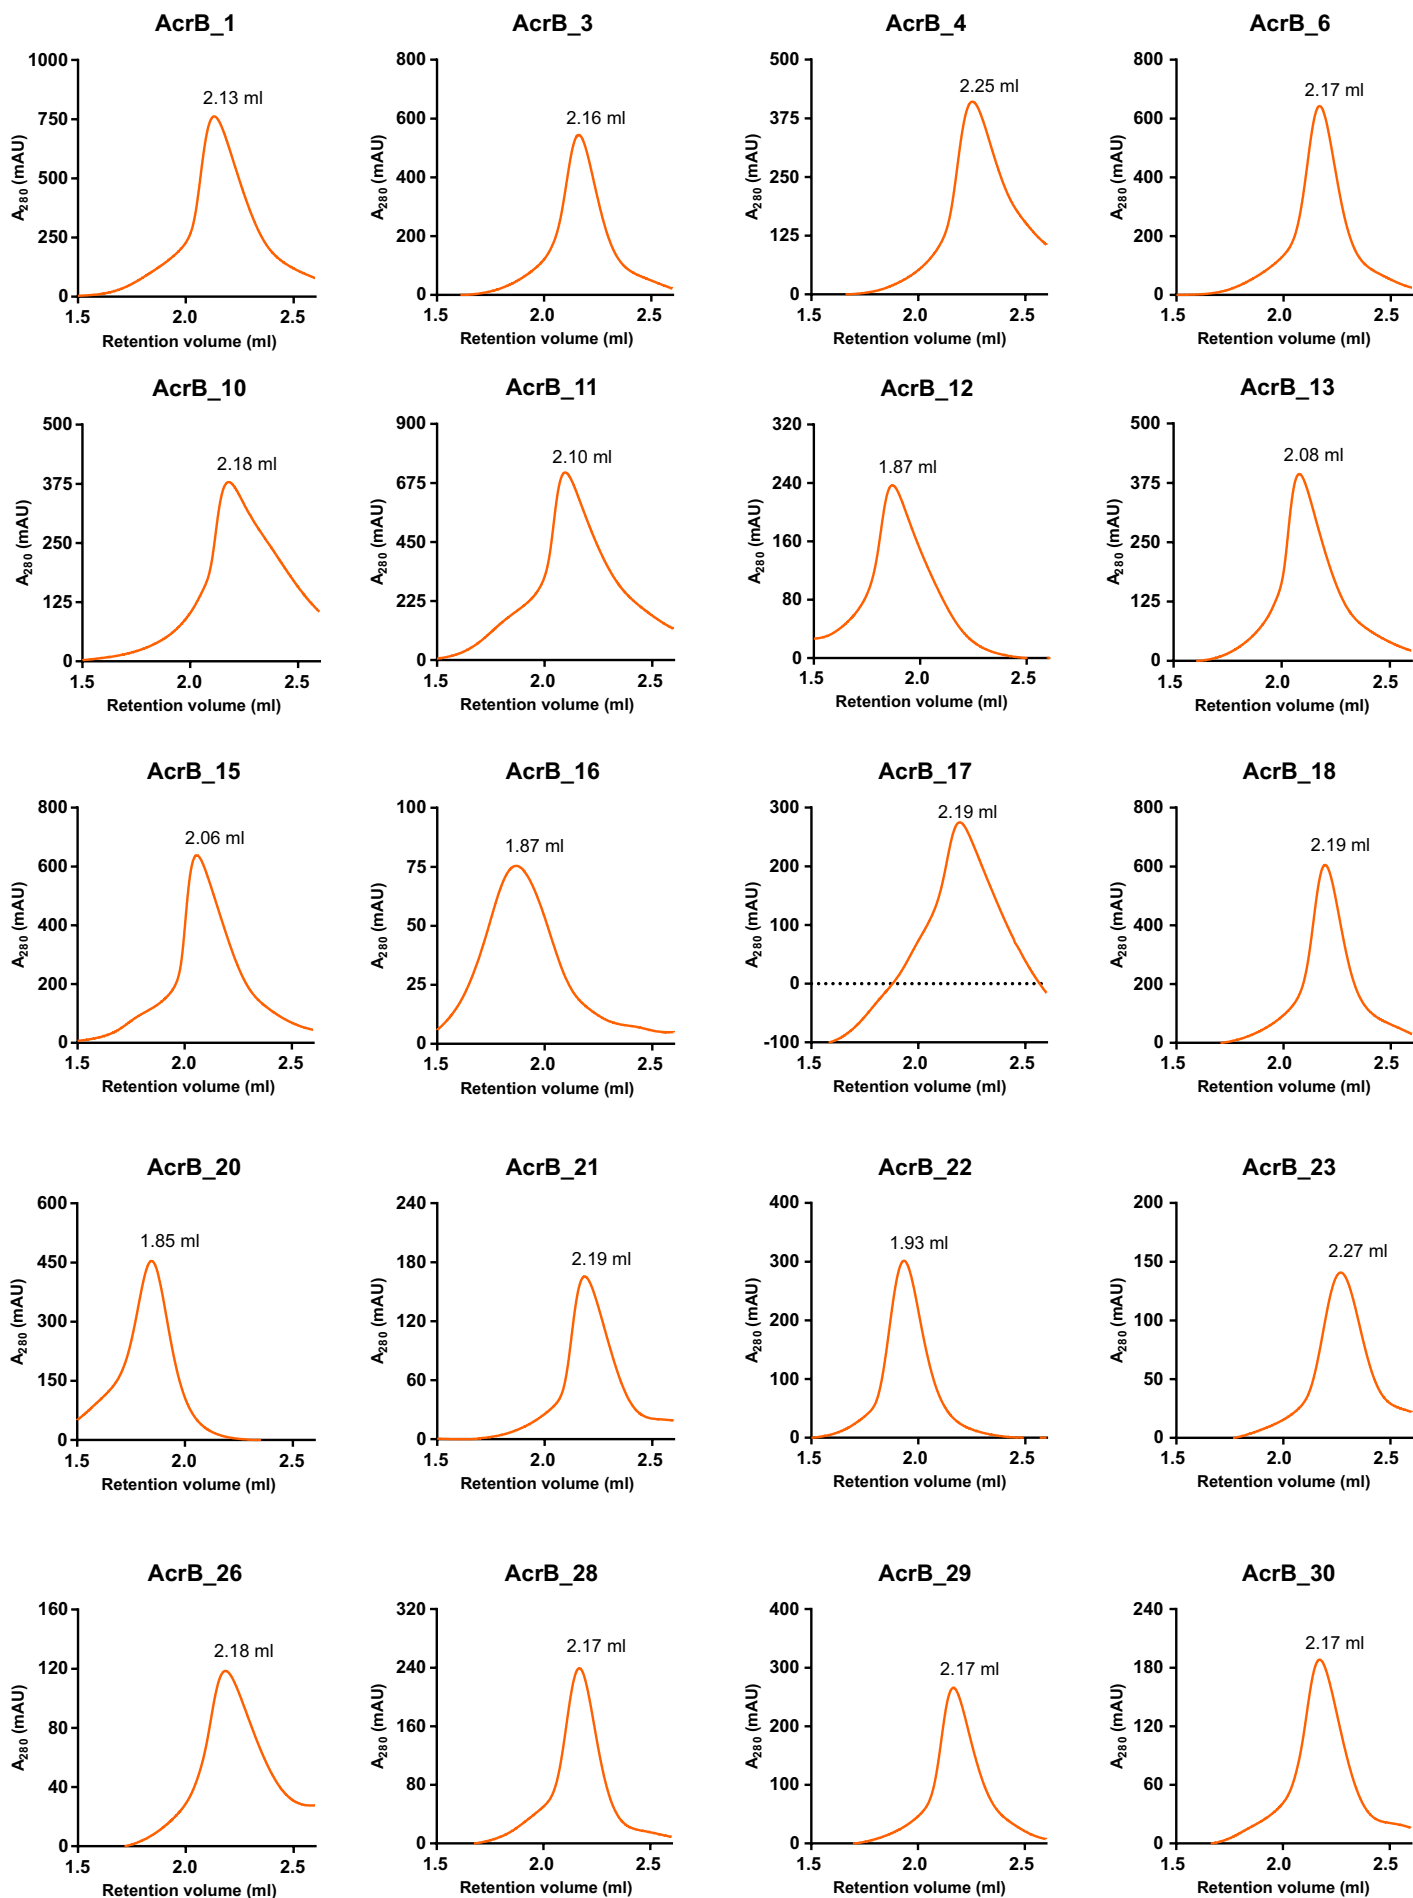 AcrB_1
AcrB_3
AcrB_4
AcrB_6
1000
750
500
250
0
A280 (mAU)
2.13 ml
1.5
2.0
2.5
Retention volume (ml)
800
600
400
200
0
A280 (mAU)
2.16 ml
1.5
2.0
2.5
Retention volume (ml)
500
375
250
125
0
A280 (mAU)
2.25 ml
1.5
2.0
2.5
Retention volume (ml)
800
600
400
200
0
A280 (mAU)
2.17 ml
1.5
2.0
2.5
Retention volume (ml)
AcrB_10
AcrB_11
AcrB_12
AcrB_13
500
375
250
125
0
A280 (mAU)
2.18 ml
1.5
2.0
2.5
Retention volume (ml)
900
675
450
225
0
A280 (mAU)
2.10 ml
1.5
2.0
2.5
Retention volume (ml)
320
240
160
80
0
A280 (mAU)
1.87 ml
1.5
2.0
2.5
Retention volume (ml)
500
375
250
125
0
A280 (mAU)
2.08 ml
1.5
2.0
2.5
Retention volume (ml)
AcrB_15
AcrB_16
AcrB_17
AcrB_18
800
600
400
200
0
A280 (mAU)
2.06 ml
1.5
2.0
2.5
Retention volume (ml)
100
75
50
25
0
A280 (mAU)
1.87 ml
1.5
2.0
2.5
Retention volume (ml)
300
200
100
0
-100
A280 (mAU)
2.19 ml
1.5
2.0
2.5
Retention volume (ml)
800
600
400
200
0
A280 (mAU)
2.19 ml
1.5
2.0
2.5
Retention volume (ml)
AcrB_20
AcrB_21
AcrB_22
AcrB_23
600
450
300
150
0
A280 (mAU)
1.85 ml
1.5
2.0
2.5
Retention volume (ml)
240
180
120
60
0
A280 (mAU)
2.19 ml
1.5
2.0
2.5
Retention volume (ml)
400
300
200
100
0
A280 (mAU)
1.93 ml
1.5
2.0
2.5
Retention volume (ml)
200
150
100
50
0
A280 (mAU)
2.27 ml
1.5
2.0
2.5
Retention volume (ml)
AcrB_26
AcrB_28
AcrB_29
AcrB_30
160
120
80
40
0
A280 (mAU)
2.18 ml
1.5
2.0
2.5
Retention volume (ml)
320
240
160
80
0
A280 (mAU)
2.17 ml
1.5
2.0
2.5
Retention volume (ml)
400
300
200
100
0
A280 (mAU)
2.17 ml
1.5
2.0
2.5
Retention volume (ml)
240
180
120
60
0
A280 (mAU)
2.17 ml
1.5
2.0
2.5
Retention volume (ml)